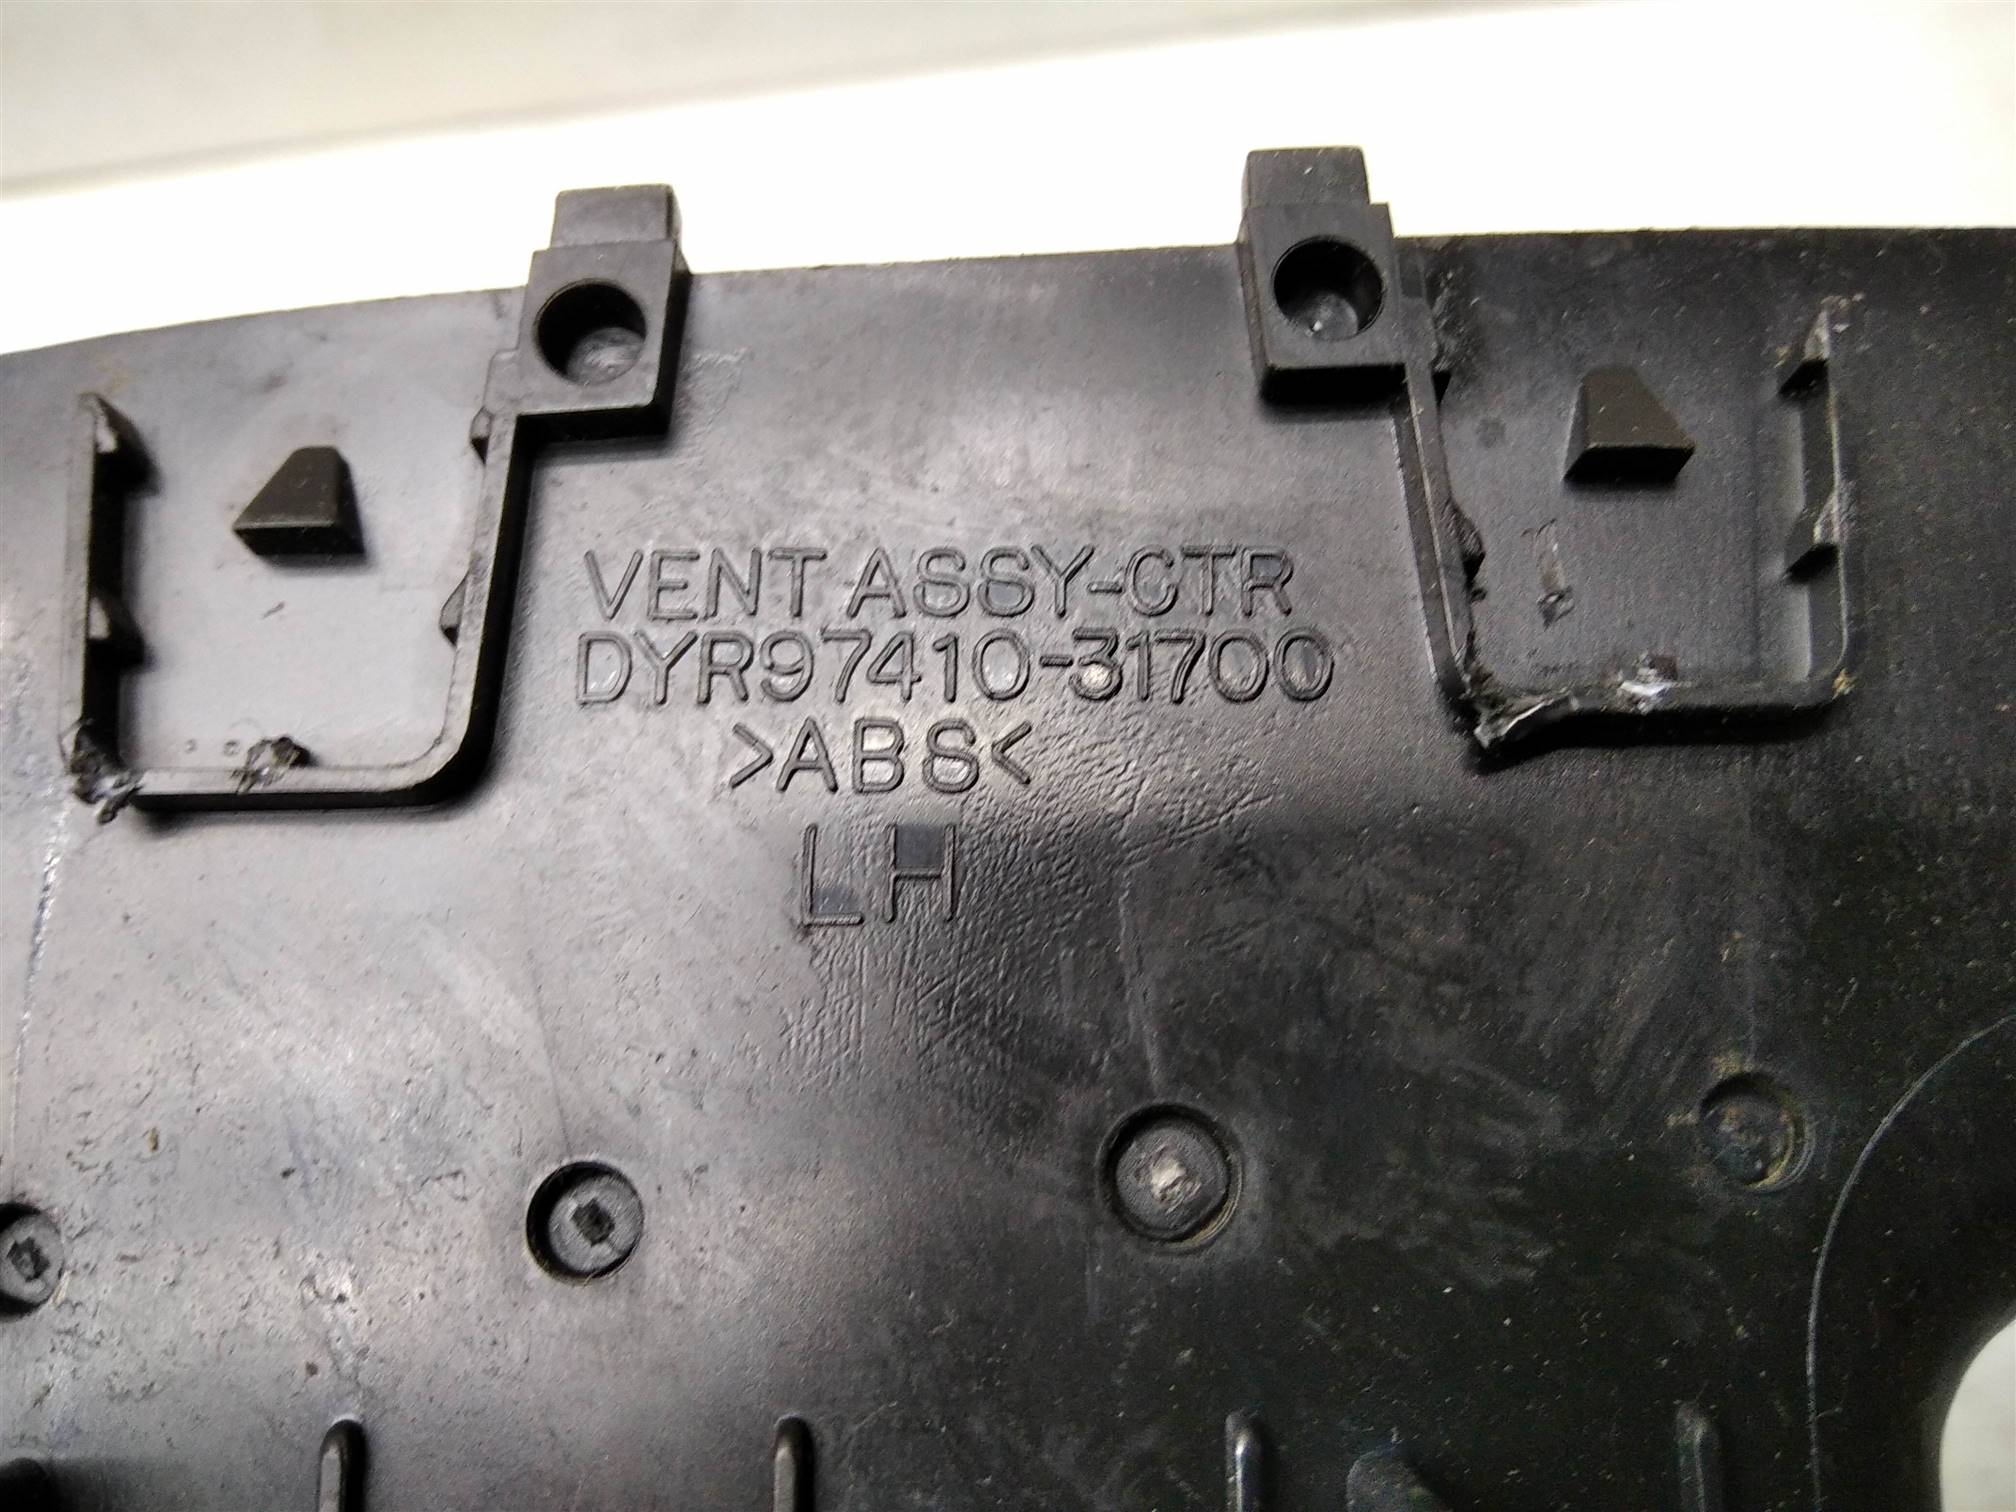 VENT ASSY-CTR
DYR97410-31700
>ABS<
LH